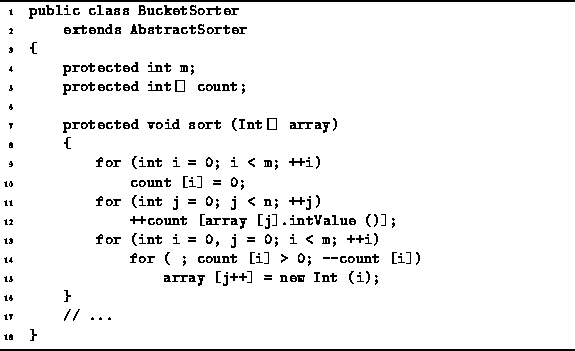 1 public class BucketSorter
2 extends AbstractSorter
3 {
4 protected int m;
5 protected int[] count;
6
7 protected void sort (Int[] array)
8 {
9 for (int i = 0; i < m; ++i)
10 count [i] = 0;
11 for (int j = 0; j < n; ++j)
12 ++count [array [j].intValue ()];
13 for (int i = 0, j = 0; i < m; ++i)
14 for ( ; count [i] > 0; --count [i])
15 array [j++] = new Int (i);
16 }
17 // ...
18 }